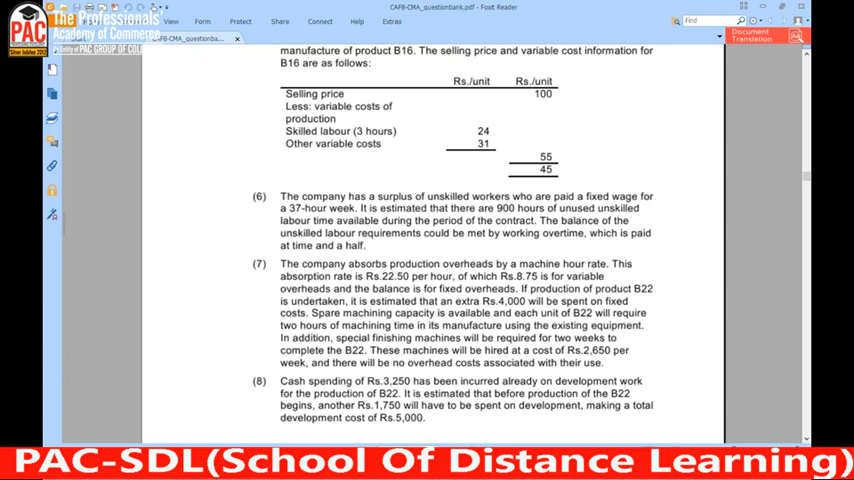 CAF8-CMA_questionbank.pdf - Foxit Reader
PAC
Silver Jubilee
The Professionals
Academy of Commerce
View
Form
Protect
Share
Connect
Help
Extras
Find
CAF8-CMA_questionb...
Document
Translation
manufacture of product B16. The selling price and variable cost information for
B16 are as follows:
Rs./unit Rs./unit
Selling price 100
Less: variable costs of
production
Skilled labour (3 hours) 24
Other variable costs 31
55
45
(6) The company has a surplus of unskilled workers who are paid a fixed wage for
a 37-hour week. It is estimated that there are 900 hours of unused unskilled
labour time available during the period of the contract. The balance of the
unskilled labour requirements could be met by working overtime, which is paid
at time and a half.
(7) The company absorbs production overheads by a machine hour rate. This
absorption rate is Rs.22.50 per hour, of which Rs.8.75 is for variable
overheads and the balance is for fixed overheads. If production of product B22
is undertaken, it is estimated that an extra Rs.4,000 will be spent on fixed
costs. Spare machining capacity is available and each unit of B22 will require
two hours of machining time in its manufacture using the existing equipment.
In addition, special finishing machines will be required for two weeks to
complete the B22. These machines will be hired at a cost of Rs.2,650 per
week, and there will be no overhead costs associated with their use.
(8) Cash spending of Rs.3,250 has been incurred already on development work
for the production of B22. It is estimated that before production of the B22
begins, another Rs.1,750 will have to be spent on development, making a total
development cost of Rs.5,000.
PAC-SDL(School Of Distance Learning)